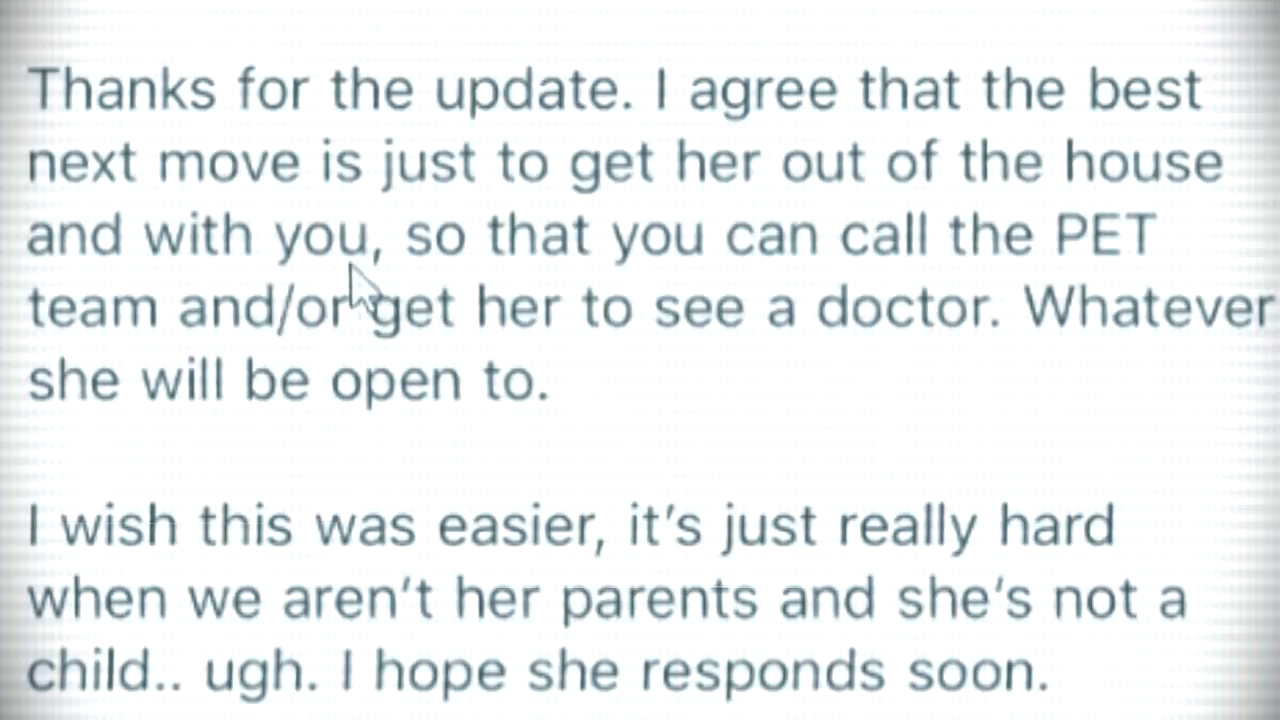 Thanks for the update. I agree that the best
next move is just to get her out of the house
and with you, so that you can call the PET
team and/or get her to see a doctor. Whatever
she will be open to.
I wish this was easier, it’s just really hard
when we aren’t her parents and she’s not a
child.. ugh. I hope she responds soon.